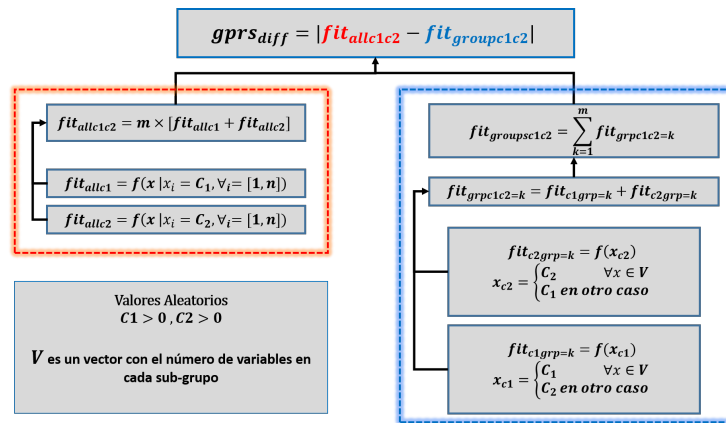 gprs_diff = |fit_allc1c2 − fit_groupc1c2|
fit_allc1c2 = m × [fit_allc1 + fit_allc2]
fit_allc1 = f(x |x_i = C_1, ∀_i= [1, n])
fit_allc2 = f(x |x_i = C_2, ∀_i= [1, n])
Valores Aleatorios
C1 > 0 , C2 > 0
V es un vector con el número de variables en
cada sub-grupo
fit_groupsc1c2 = ∑_{k=1}^{m} fit_grpc1c2=k
fit_grpc1c2=k = fit_c1grp=k + fit_c2grp=k
fit_c2grp=k = f(x_c2)
x_c2 = { C_2 ∀x ∈ V
C_1 en otro caso
fit_c1grp=k = f(x_c1)
x_c1 = { C_1 ∀x ∈ V
C_2 en otro caso